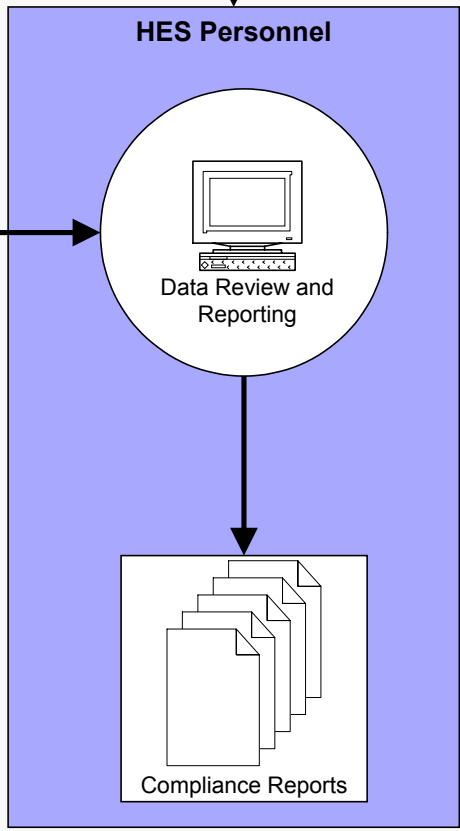 HES Personnel
Data Review and
Reporting
Compliance Reports